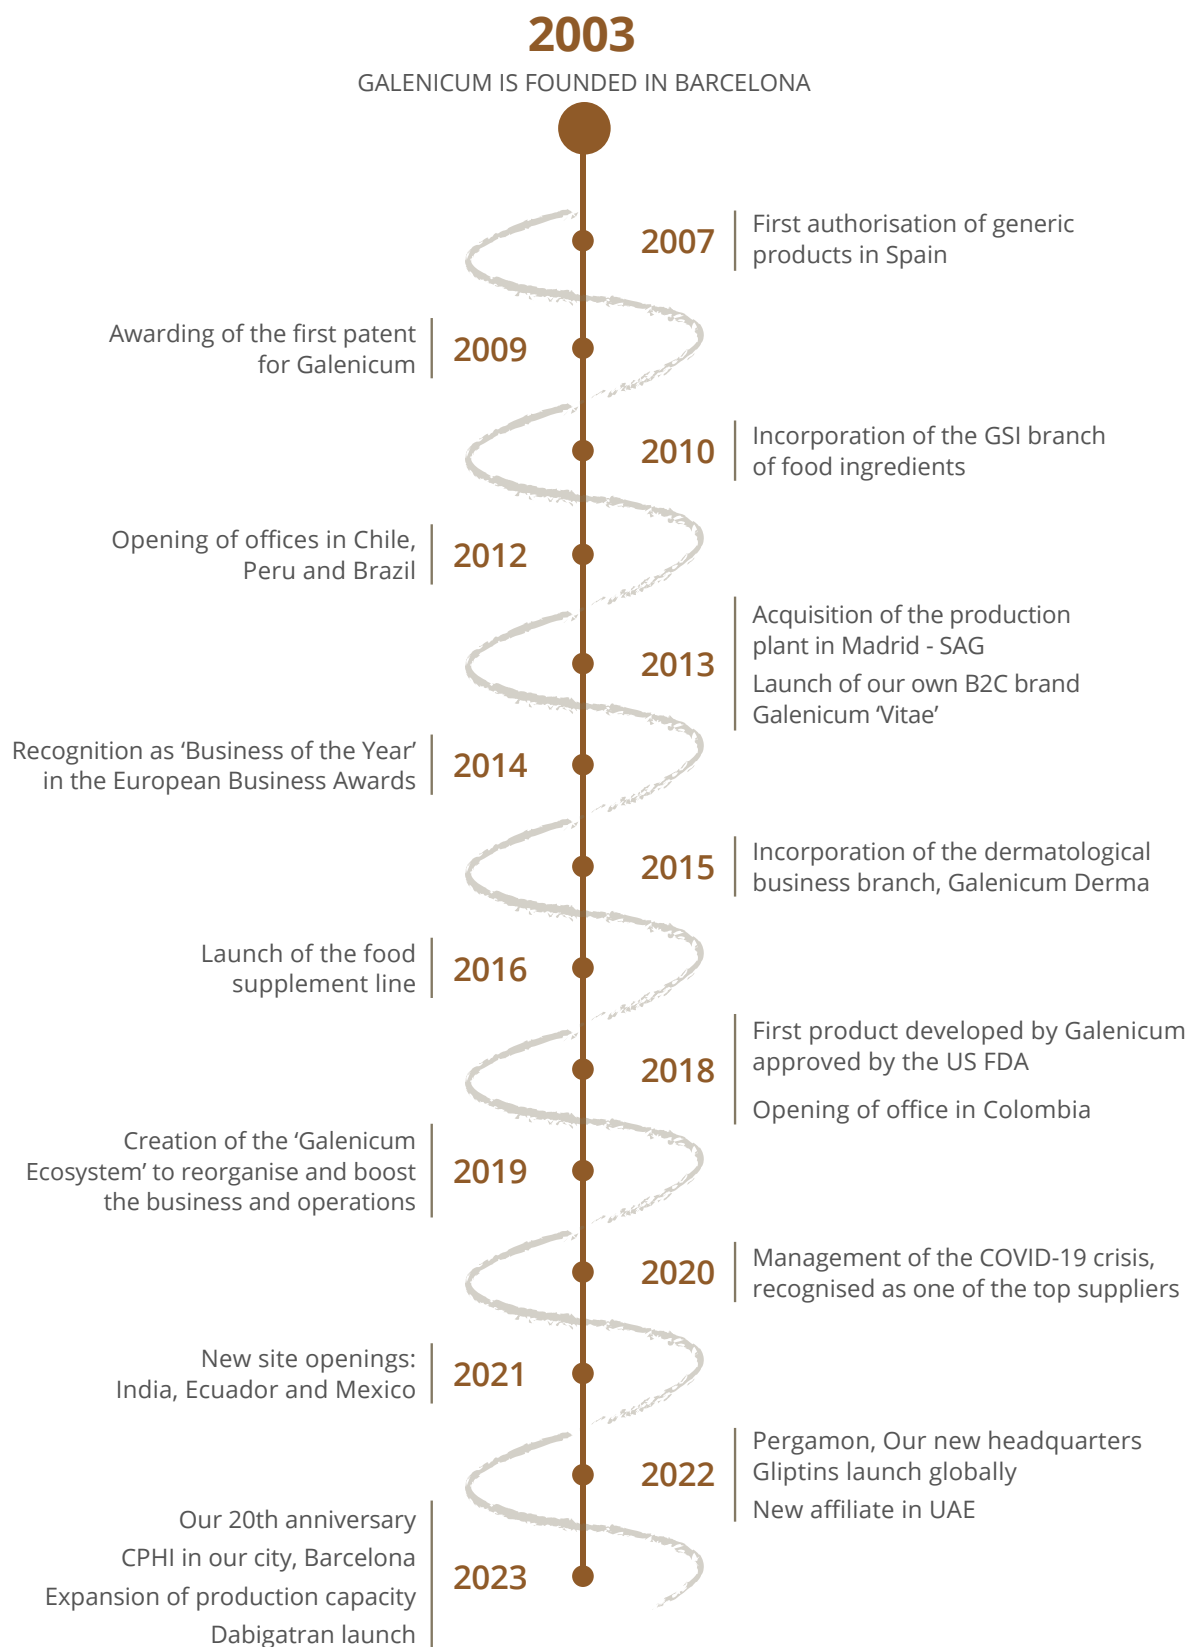 2003
GALENICUM IS FOUNDED IN BARCELONA
2007
First authorisation of generic
products in Spain
Awarding of the first patent
for Galenicum
2009
2010
Incorporation of the GSI branch
of food ingredients
Opening of offices in Chile,
Peru and Brazil
2012
2013
Acquisition of the production
plant in Madrid - SAG
Launch of our own B2C brand
Galenicum ‘Vitae’
Recognition as ‘Business of the Year’
in the European Business Awards
2014
2015
Incorporation of the dermatological
business branch, Galenicum Derma
Launch of the food
supplement line
2016
2018
First product developed by Galenicum
approved by the US FDA
Opening of office in Colombia
Creation of the ‘Galenicum
Ecosystem’ to reorganise and boost
the business and operations
2019
2020
Management of the COVID-19 crisis,
recognised as one of the top suppliers
New site openings:
India, Ecuador and Mexico
2021
2022
Pergamon, Our new headquarters
Gliptins launch globally
New affiliate in UAE
Our 20th anniversary
CPHI in our city, Barcelona
Expansion of production capacity
Dabigatran launch
2023